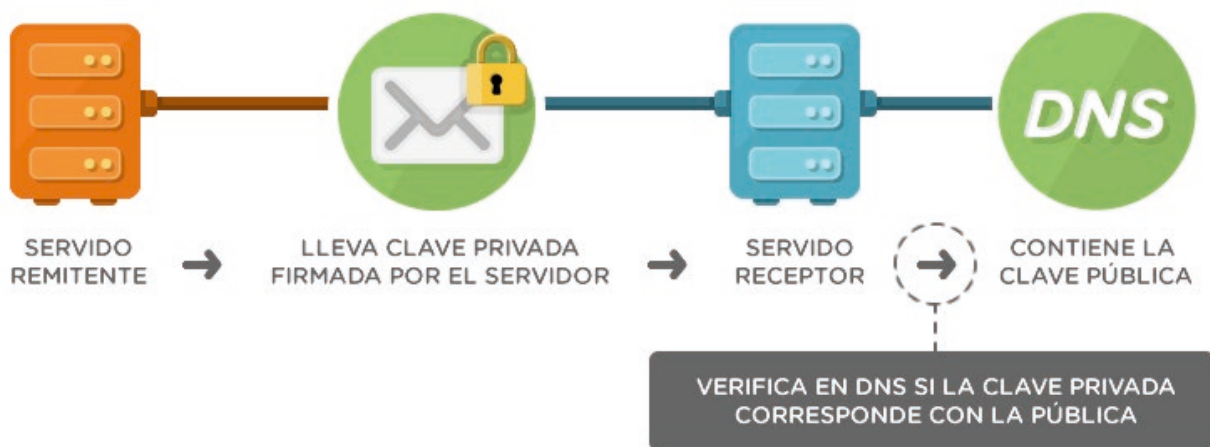 DNS
SERVIDO
REMITENTE
LLEVA CLAVE PRIVADA
FIRMADA POR EL SERVIDOR
SERVIDO
RECEPTOR
CONTIENE LA
CLAVE PÚBLICA
VERIFICA EN DNS SI LA CLAVE PRIVADA
CORRESPONDE CON LA PÚBLICA